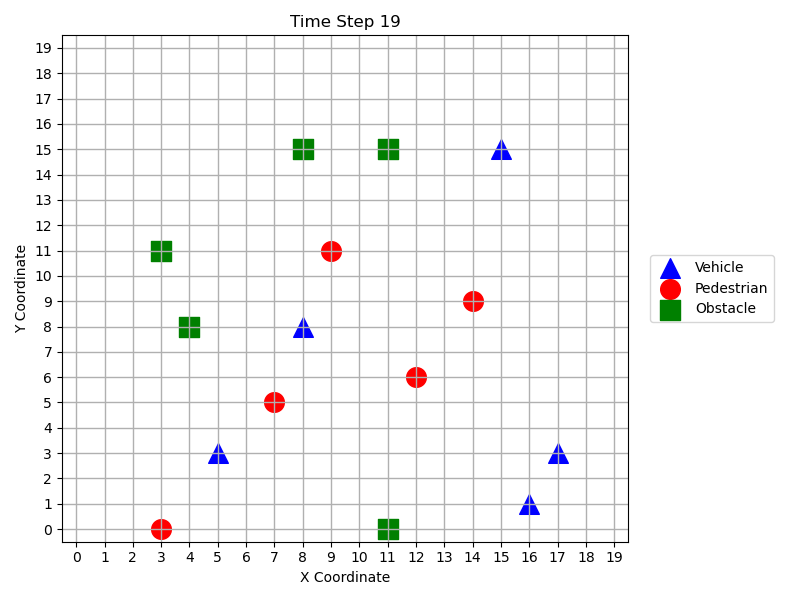 Time Step 19
19
18
17
16
15
14
13
12
11
10
9
8
7
6
5
4
3
2
1
0
Y Coordinate
0 1 2 3 4 5 6 7 8 9 10 11 12 13 14 15 16 17 18 19
X Coordinate
Vehicle
Pedestrian
Obstacle